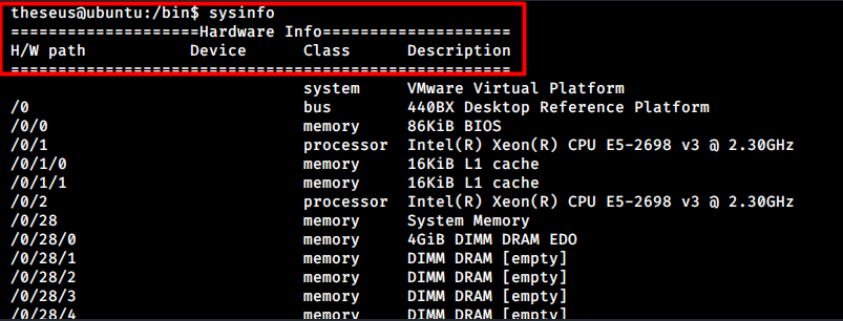 theseus@ubuntu:/bin$ sysinfo
====================Hardware Info====================
H/W path           Device      Class      Description
=====================================================
                               system     VMware Virtual Platform
/0                             bus        440BX Desktop Reference Platform
/0/0                           memory     86KiB BIOS
/0/1                           processor  Intel(R) Xeon(R) CPU E5-2698 v3 @ 2.30GHz
/0/1/0                         memory     16KiB L1 cache
/0/1/1                         memory     16KiB L1 cache
/0/2                           processor  Intel(R) Xeon(R) CPU E5-2698 v3 @ 2.30GHz
/0/28                          memory     System Memory
/0/28/0                        memory     4GiB DIMM DRAM EDO
/0/28/1                        memory     DIMM DRAM [empty]
/0/28/2                        memory     DIMM DRAM [empty]
/0/28/3                        memory     DIMM DRAM [empty]
/0/28/4                        memory     DIMM DRAM [empty]